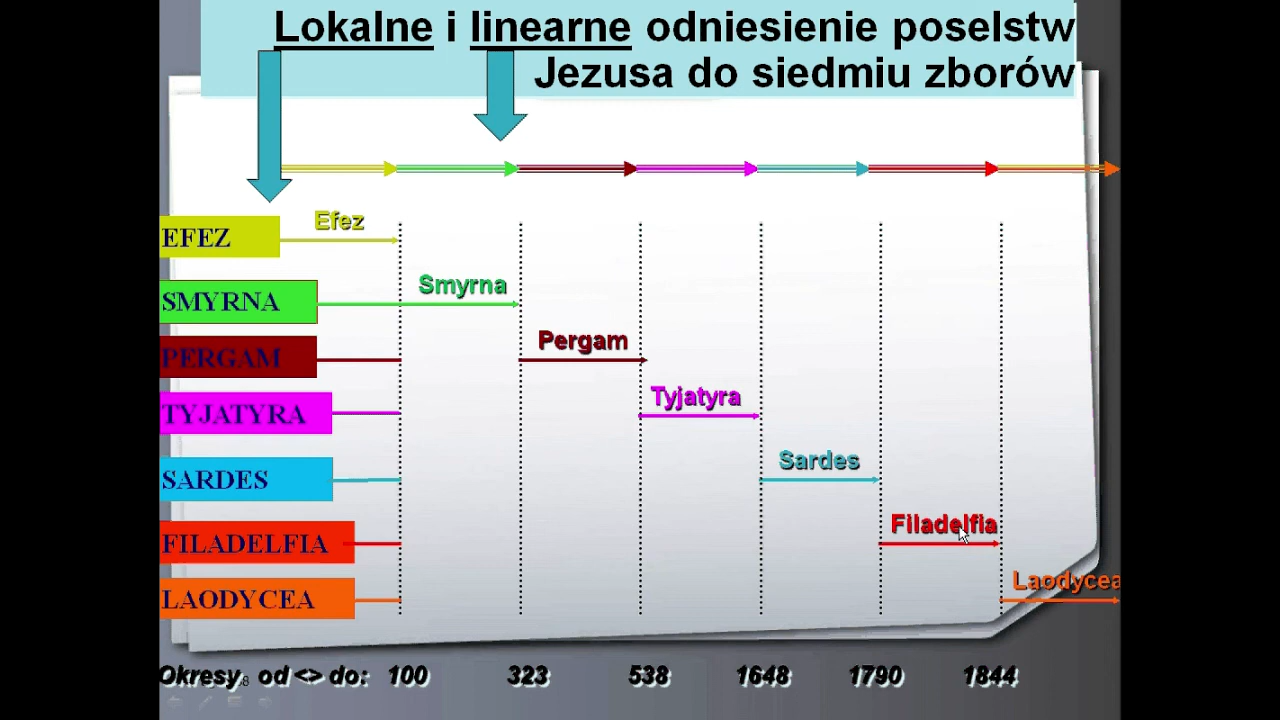 Lokalne i linearne odniesienie poselstw
Jezusa do siedmiu zborów
Efez
EFEZ
Smyrna
SMYRNA
Pergam
PERGAM
Tyjatyra
TYJATYRA
Sardes
SARDES
Filadelfia
FILADELFIA
Laodycea
LAODYCEA
Okresy od <> do: 100 323 538 1648 1790 1844